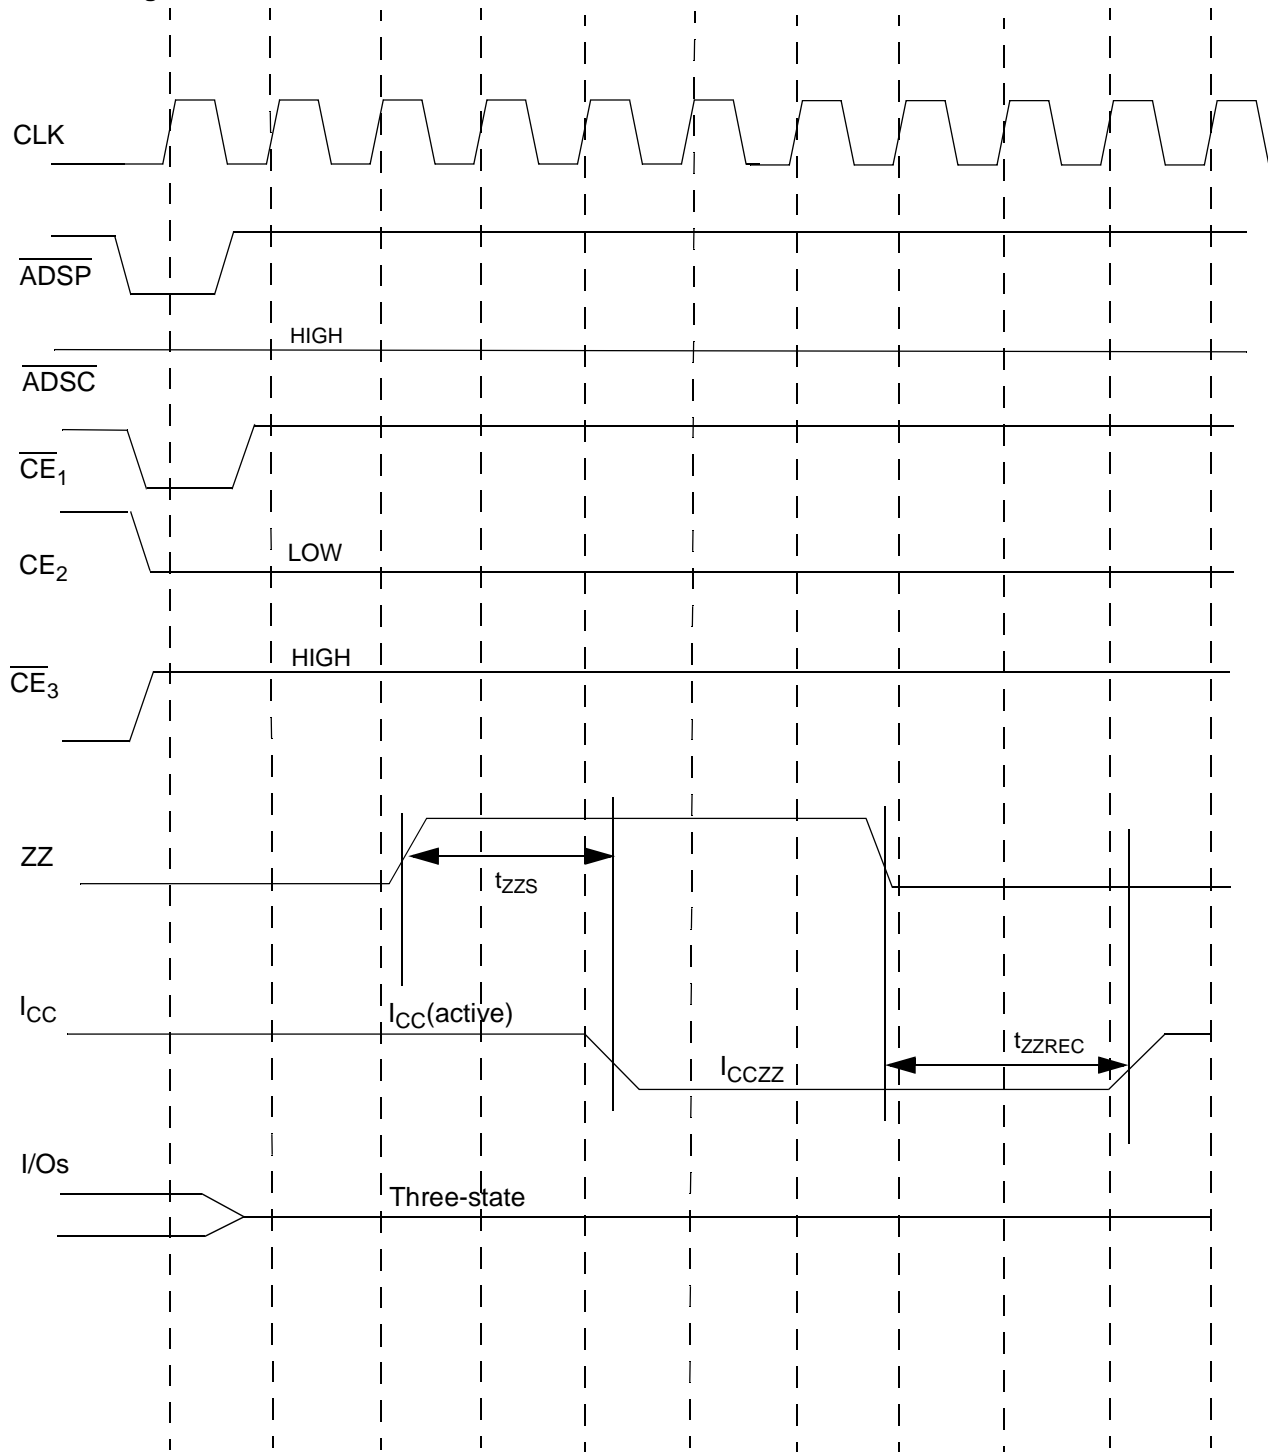 CLK
ADSP
HIGH
ADSC
CE1
LOW
CE2
HIGH
CE3
ZZ
tZZS
ICC
ICC(active)
tZZREC
ICCZZ
I/Os
Three-state